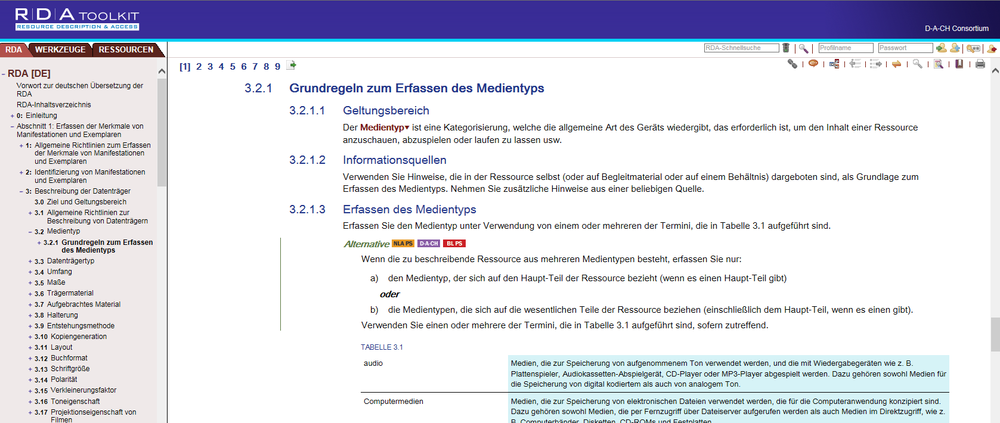 R|D|A TOOLKIT
RESOURCE DESCRIPTION & ACCESS
D-A-CH Consortium
RDA WERKZEUGE RESSOURCEN
RDA-Schnellsuche Profilname Passwort
- RDA [DE]
Vorwort zur deutschen Übersetzung der
RDA
RDA-Inhaltsverzeichnis
+ 0: Einleitung
- Abschnitt 1: Erfassen der Merkmale von
Manifestationen und Exemplaren
+ 1: Allgemeine Richtlinien zum Erfassen
der Merkmale von Manifestationen
und Exemplaren
+ 2: Identifizierung von Manifestationen
und Exemplaren
- 3: Beschreibung der Datenträger
3.0 Ziel und Geltungsbereich
+ 3.1 Allgemeine Richtlinien zur
Beschreibung von Datenträgern
- 3.2 Medientyp
+ 3.2.1 Grundregeln zum Erfassen
des Medientyps
+ 3.3 Datenträgertyp
+ 3.4 Umfang
+ 3.5 Maße
+ 3.6 Trägermaterial
+ 3.7 Aufgebrachtes Material
+ 3.8 Halterung
+ 3.9 Entstehungsmethode
+ 3.10 Kopiengeneration
+ 3.11 Layout
+ 3.12 Buchformat
+ 3.13 Schriftgröße
+ 3.14 Polarität
+ 3.15 Verkleinerungsfaktor
+ 3.16 Toneigenschaft
+ 3.17 Projektionseigenschaft von
Filmen
[1] 2 3 4 5 6 7 8 9
3.2.1 Grundregeln zum Erfassen des Medientyps
3.2.1.1 Geltungsbereich
Der Medientyp▾ ist eine Kategorisierung, welche die allgemeine Art des Geräts wiedergibt, das erforderlich ist, um den Inhalt einer Ressource
anzuschauen, abzuspielen oder laufen zu lassen usw.
3.2.1.2 Informationsquellen
Verwenden Sie Hinweise, die in der Ressource selbst (oder auf Begleitmaterial oder auf einem Behältnis) dargeboten sind, als Grundlage zum
Erfassen des Medientyps. Nehmen Sie zusätzliche Hinweise aus einer beliebigen Quelle.
3.2.1.3 Erfassen des Medientyps
Erfassen Sie den Medientyp unter Verwendung von einem oder mehreren der Termini, die in Tabelle 3.1 aufgeführt sind.
Alternative NLA PS D-A-CH BL PS
Wenn die zu beschreibende Ressource aus mehreren Medientypen besteht, erfassen Sie nur:
a) den Medientyp, der sich auf den Haupt-Teil der Ressource bezieht (wenn es einen Haupt-Teil gibt)
oder
b) die Medientypen, die sich auf die wesentlichen Teile der Ressource beziehen (einschließlich dem Haupt-Teil, wenn es einen gibt).
Verwenden Sie einen oder mehrere der Termini, die in Tabelle 3.1 aufgeführt sind, sofern zutreffend.
TABELLE 3.1
audio
Medien, die zur Speicherung von aufgenommenem Ton verwendet werden, und die mit Wiedergabegeräten wie z. B.
Plattenspieler, Audiokassetten-Abspielgerät, CD-Player oder MP3-Player abgespielt werden. Dazu gehören sowohl Medien für
die Speicherung von digital kodiertem als auch von analogem Ton.
Computermedien
Medien, die zur Speicherung von elektronischen Dateien verwendet werden, die für die Computeranwendung konzipiert sind.
Dazu gehören sowohl Medien, die per Fernzugriff über Dateiserver aufgerufen werden als auch Medien im Direktzugriff, wie z.
B. Computerbänder, Disketten, CD-ROMs und Festplatten.